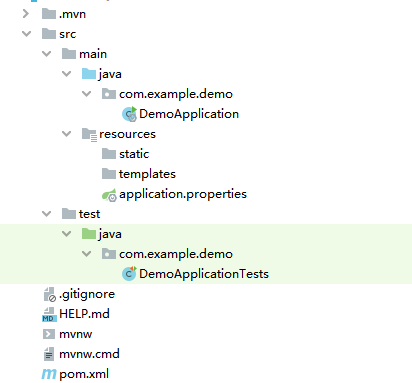 .mvn
src
main
java
com.example.demo
DemoApplication
resources
static
templates
application.properties
test
java
com.example.demo
DemoApplicationTests
.gitignore
HELP.md
mvnw
mvnw.cmd
pom.xml